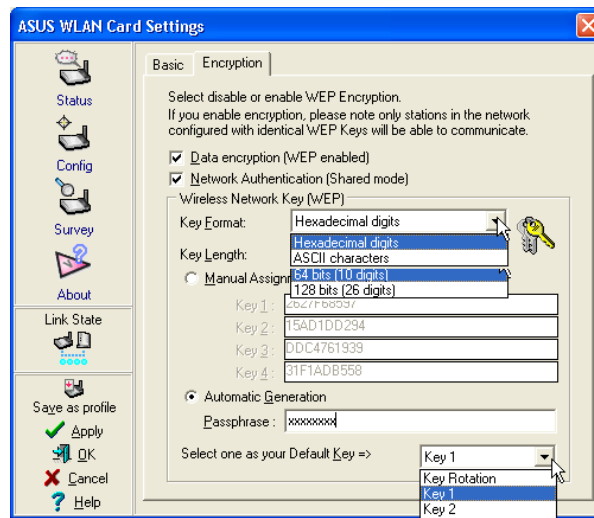 ASUS WLAN Card Settings
Status
Config
Survey
About
Link State
Save as profile
Apply
OK
Cancel
Help
Basic Encryption
Select disable or enable WEP Encryption.
If you enable encryption, please note only stations in the network
configured with identical WEP Keys will be able to communicate.
Data encryption (WEP enabled)
Network Authentication (Shared mode)
Wireless Network Key (WEP)
Key Format: Hexadecimal digits
Hexadecimal digits
ASCII characters
Key Length:
64 bits (10 digits)
128 bits (26 digits)
Manual
Key 1 : 2627F68597
Key 2 : 15AD1DD294
Key 3 : DDC4761939
Key 4 : 31F1ADB558
Automatic Generation
Passphrase : xxxxxxxx
Select one as your Default Key => Key 1
Key Rotation
Key 1
Key 2